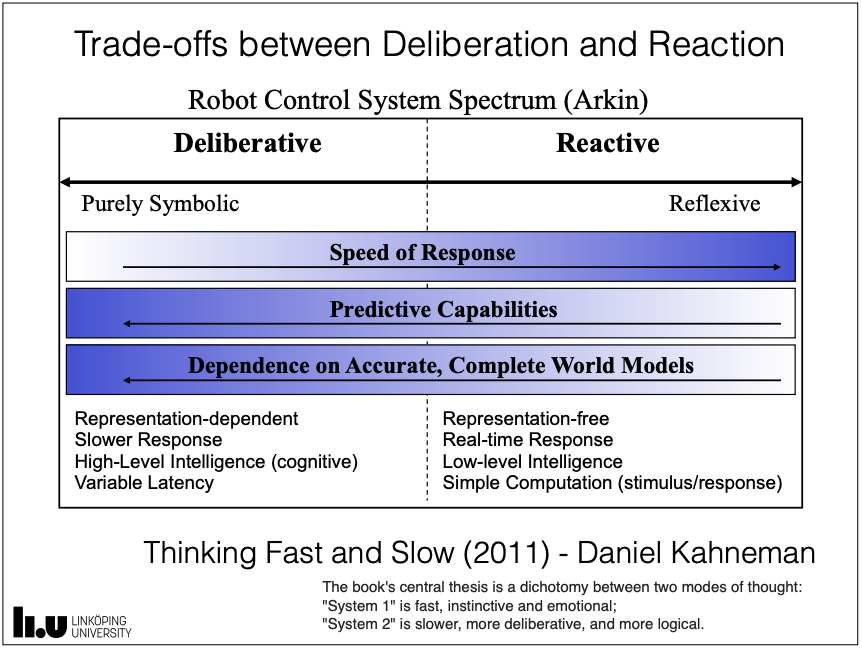 Trade-offs between Deliberation and Reaction
Robot Control System Spectrum (Arkin)
Deliberative
Reactive
Purely Symbolic
Reflexive
Speed of Response
Predictive Capabilities
Dependence on Accurate, Complete World Models
Representation-dependent
Slower Response
High-Level Intelligence (cognitive)
Variable Latency
Representation-free
Real-time Response
Low-level Intelligence
Simple Computation (stimulus/response)
Thinking Fast and Slow (2011) - Daniel Kahneman
The book's central thesis is a dichotomy between two modes of thought:
"System 1" is fast, instinctive and emotional;
"System 2" is slower, more deliberative, and more logical.
li.u LINKÖPING
UNIVERSITY